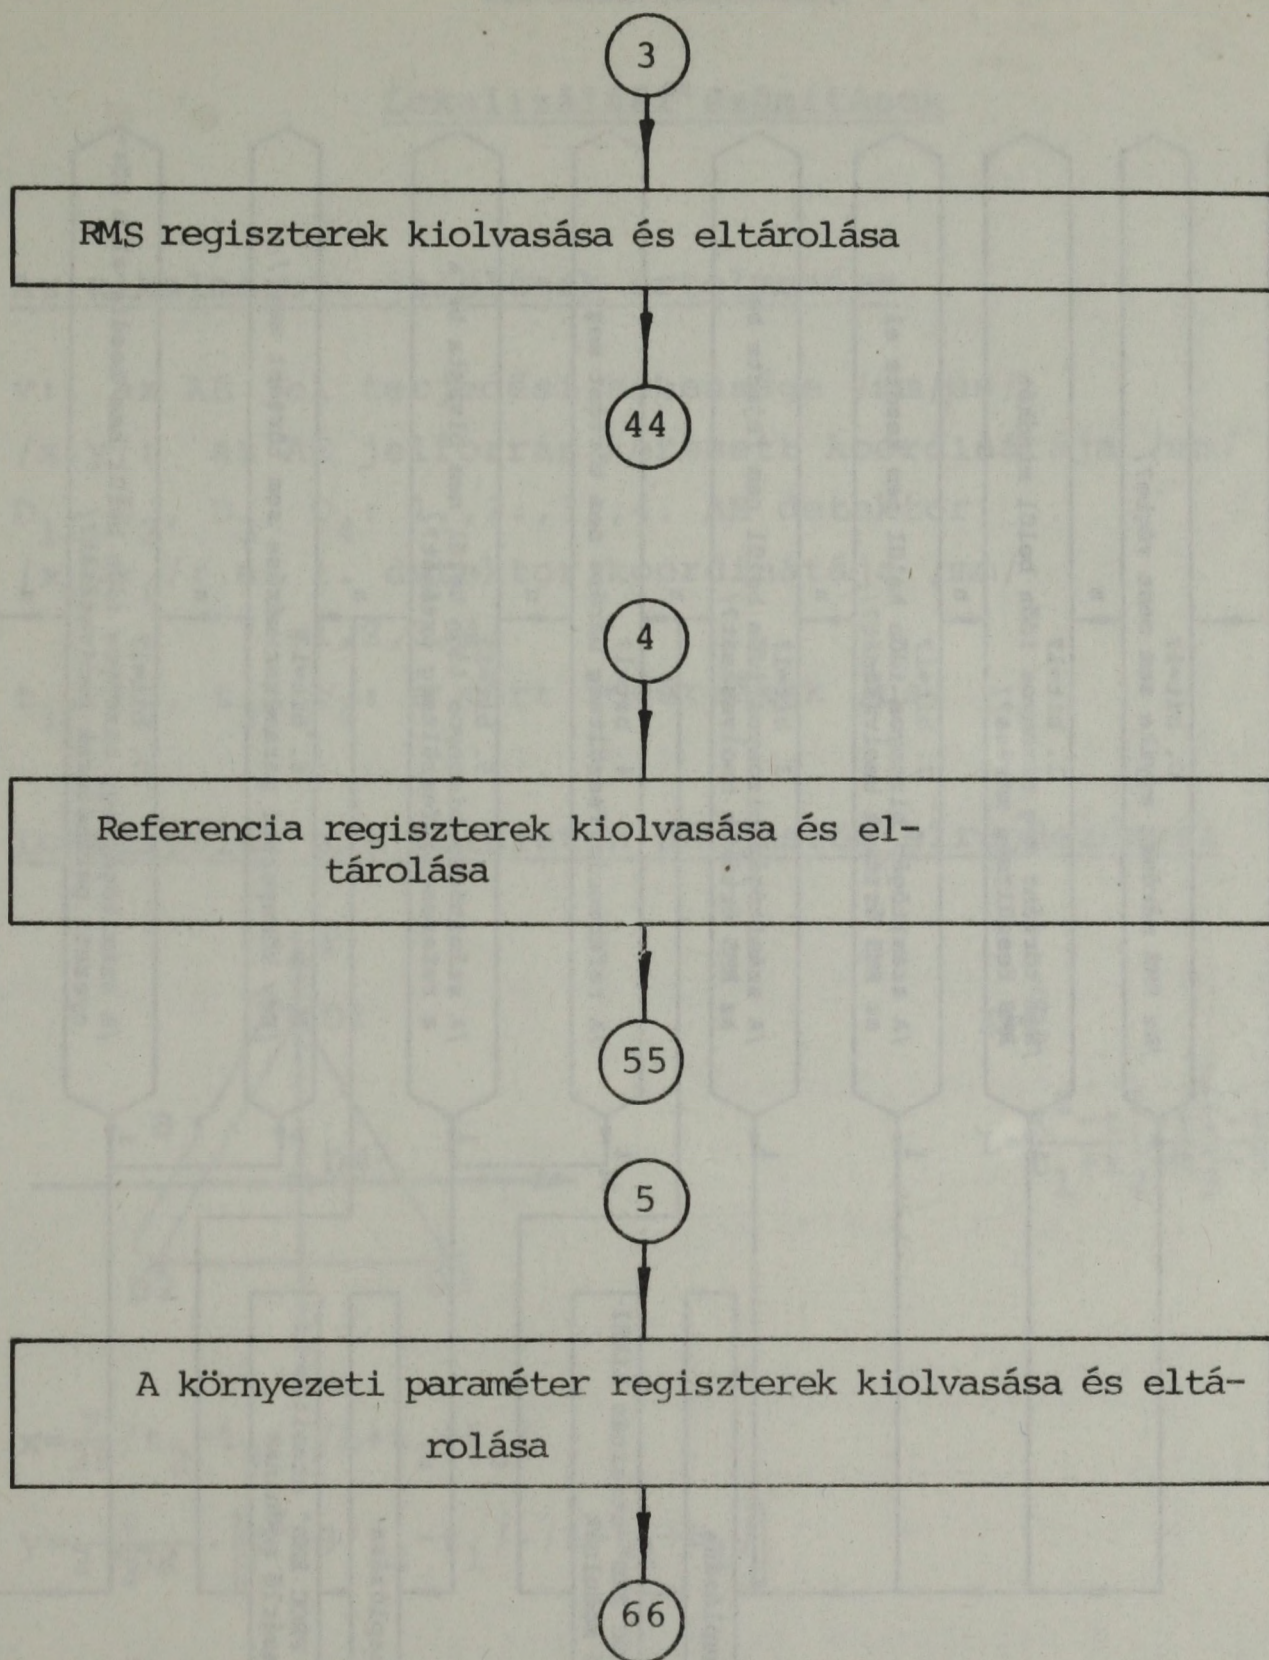 3
RMS regiszterek kiolvasása és eltárolása
44
4
Referencia regiszterek kiolvasása és el-
tárolása
55
5
A környezeti paraméter regiszterek kiolvasása és eltá-
rolása
66